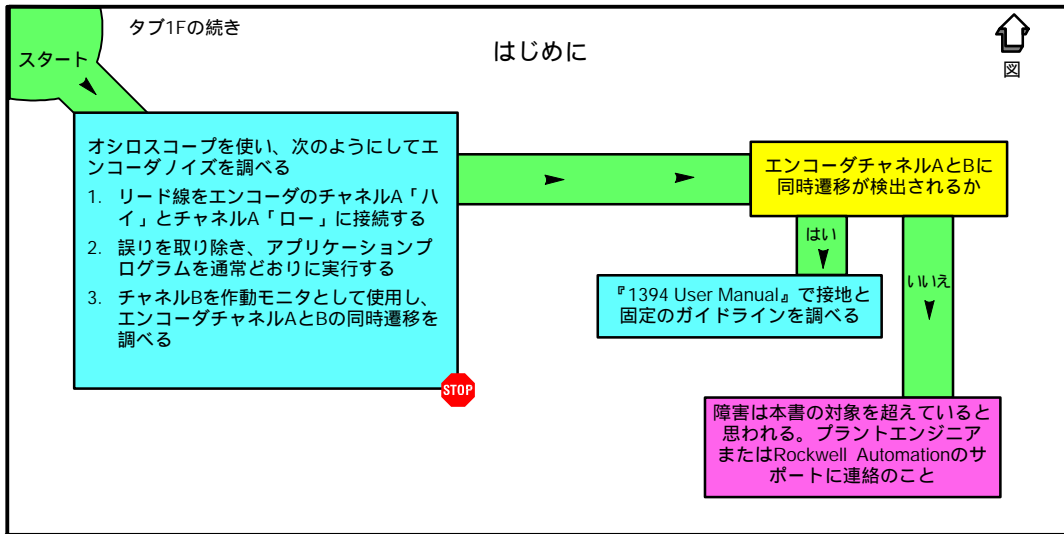 タブ1Fの続き
はじめに
図
スタート
オシロスコープを使い、次のようにしてエ
ンコーダノイズを調べる
1. リード線をエンコーダのチャネルA「ハ
イ」とチャネルA「ロー」に接続する
2. 誤りを取り除き、アプリケーションプ
ログラムを通常どおりに実行する
3. チャネルBを作動モニタとして使用し、
エンコーダチャネルAとBの同時遷移を
調べる
STOP
エンコーダチャネルAとBに
同時遷移が検出されるか
はい
いいえ
『1394 User Manual』で接地と
固定のガイドラインを調べる
障害は本書の対象を超えていると
思われる。プラントエンジニア
またはRockwell Automationのサ
ポートに連絡のこと